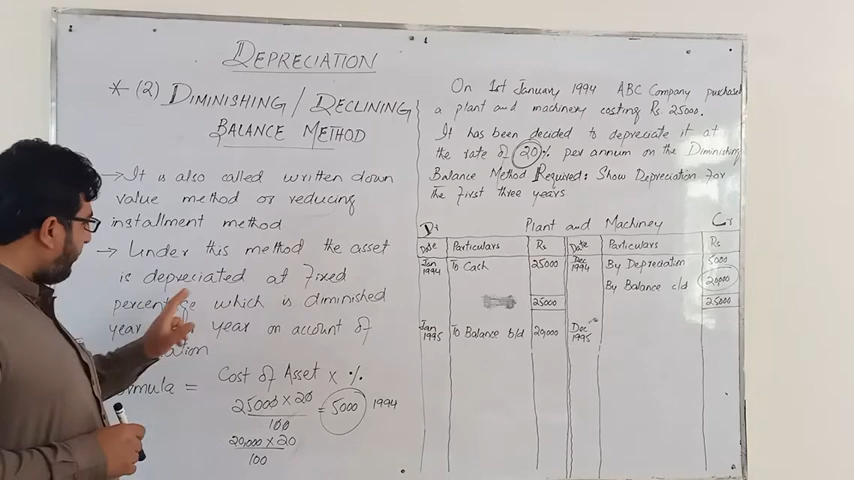 DEPRECIATION
* (2) DIMINISHING / DECLINING
BALANCE METHOD
→ It is also called written down
value method or reducing
installment method
→ Under this method the asset
is depreciated at fixed
percentage which is diminished
year year on account of
= Cost of Asset x %
25000 x 20
100
= 5000 1994
20,000 x 20
100
On 1st January 1994 ABC Company purchased
a plant and machinery costing Rs 25000.
It has been decided to depreciate it at
the rate of 20% per annum on the Diminishing
Balance Method Required: Show Depreciation for
the first three years
Dr Plant and Machiney Cr
Date Particulars Rs Date Particulars Rs
Jan 1994 To Cash 25000 Dec 1994 By Depreciation 5000
By Balance c/d 20,000
25000 25000
Jan 1995 To Balance b/d 20,000 Dec 1995